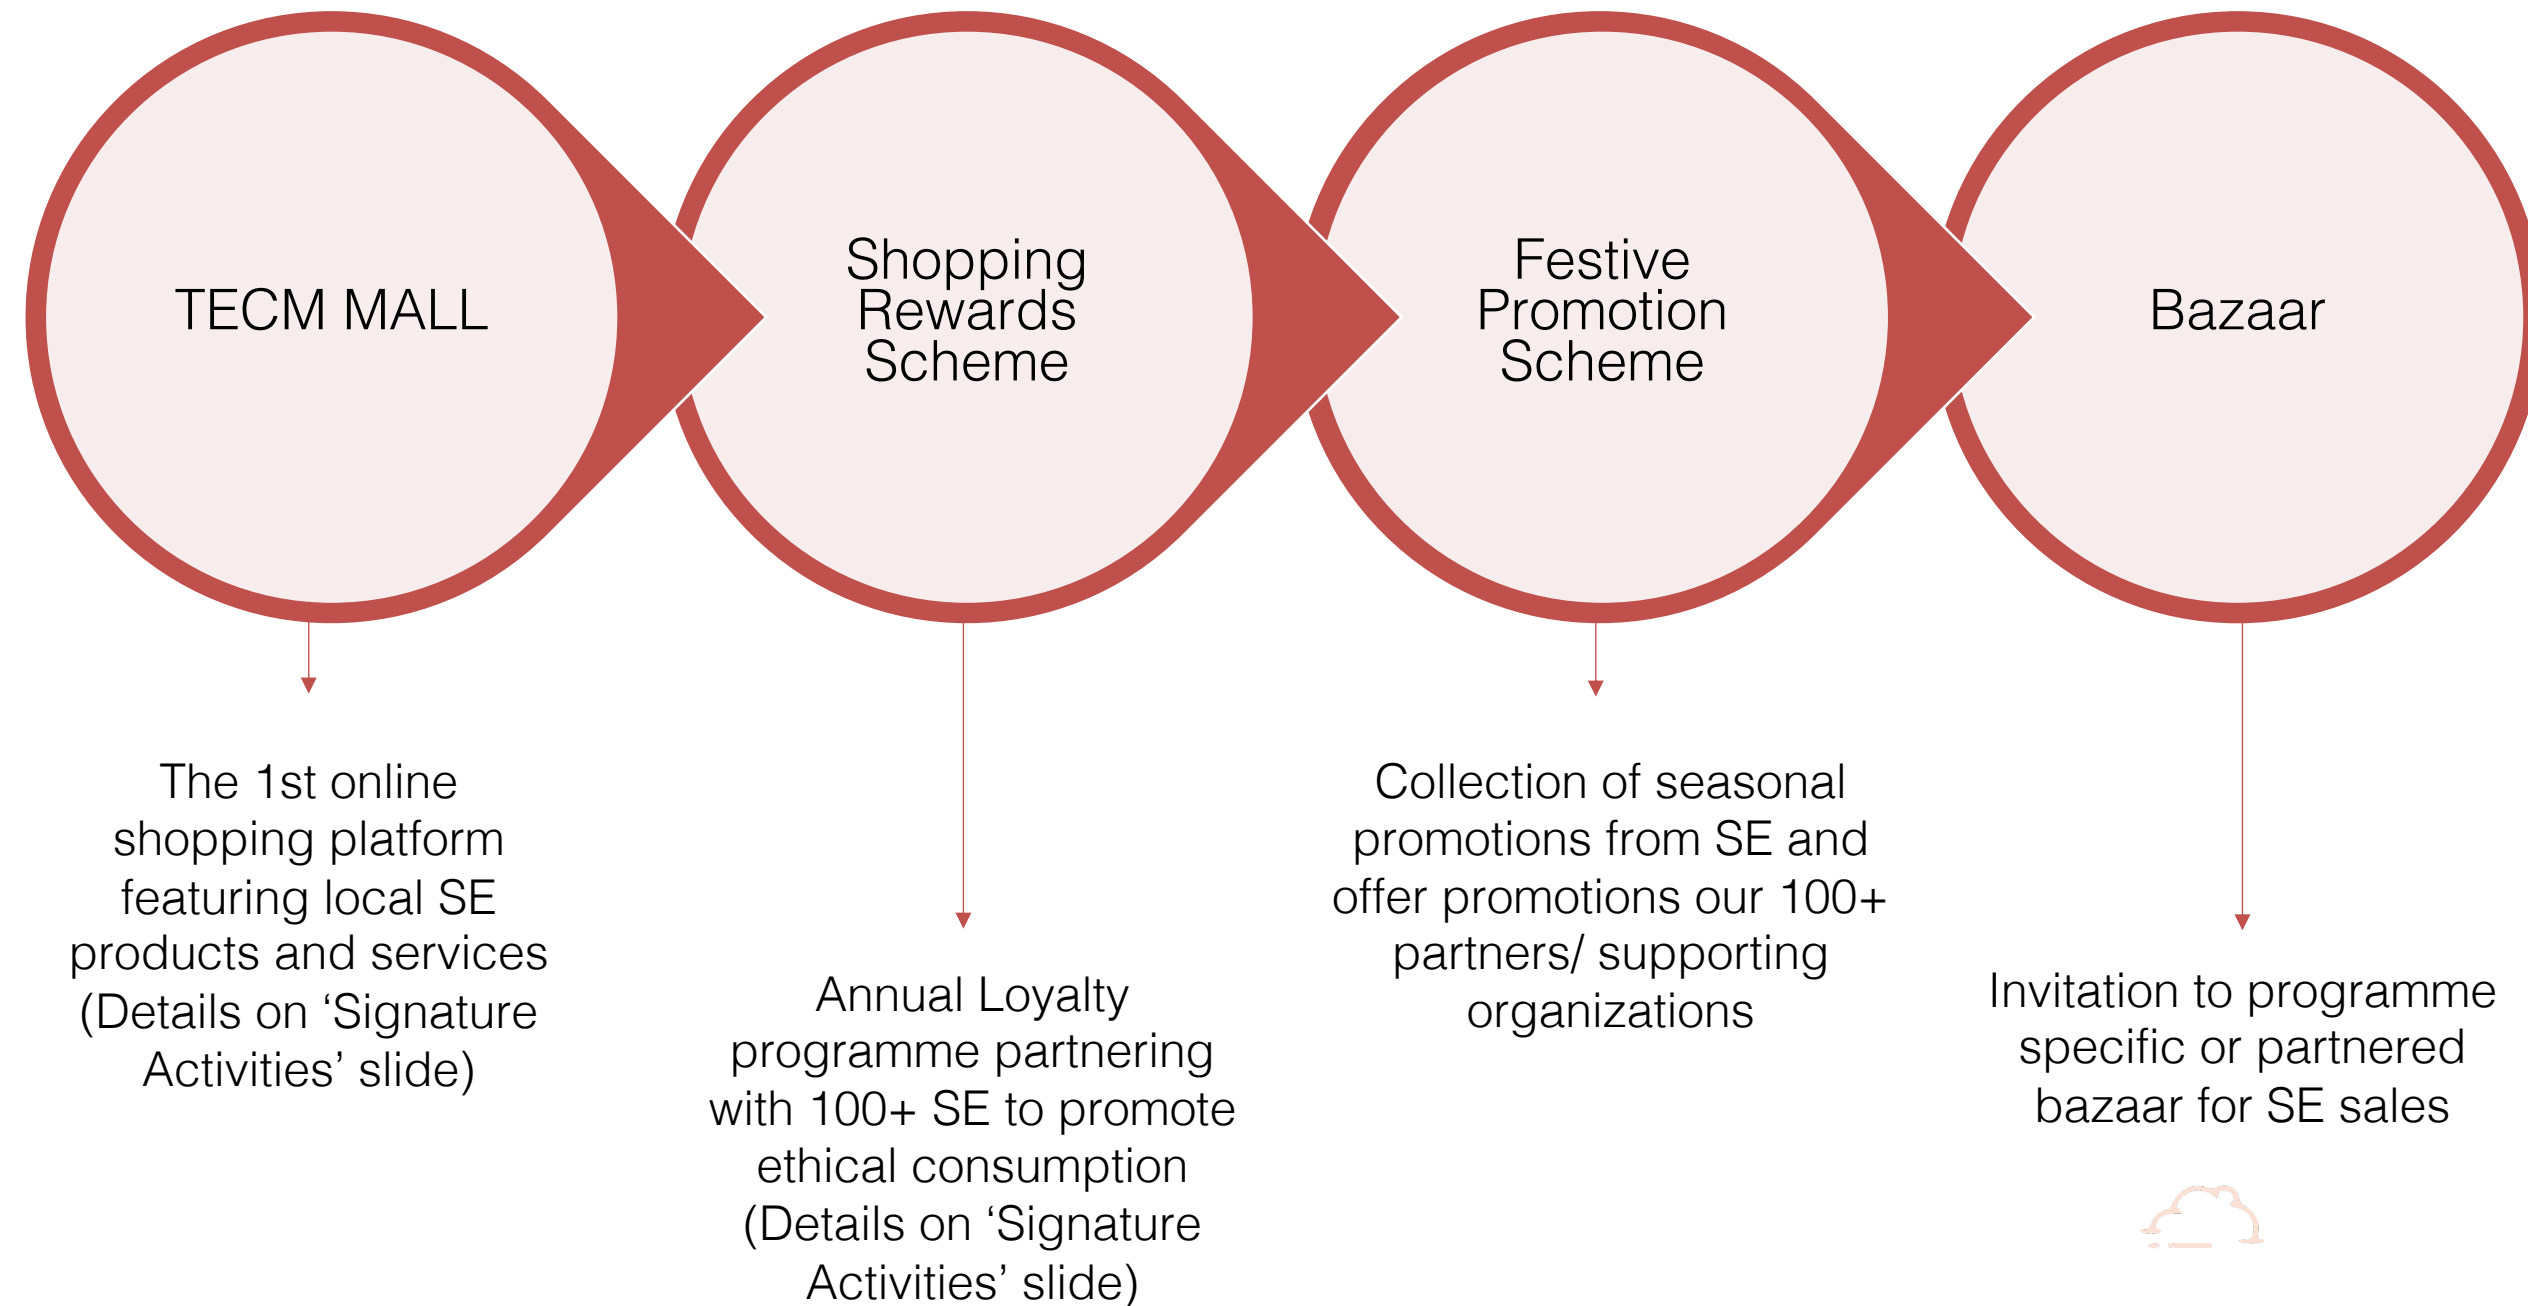 TECM MALL
Shopping
Rewards
Scheme
Festive
Promotion
Scheme
Bazaar
The 1st online
shopping platform
featuring local SE
products and services
(Details on ‘Signature
Activities’ slide)
Annual Loyalty
programme partnering
with 100+ SE to promote
ethical consumption
(Details on ‘Signature
Activities’ slide)
Collection of seasonal
promotions from SE and
offer promotions our 100+
partners/ supporting
organizations
Invitation to programme
specific or partnered
bazaar for SE sales